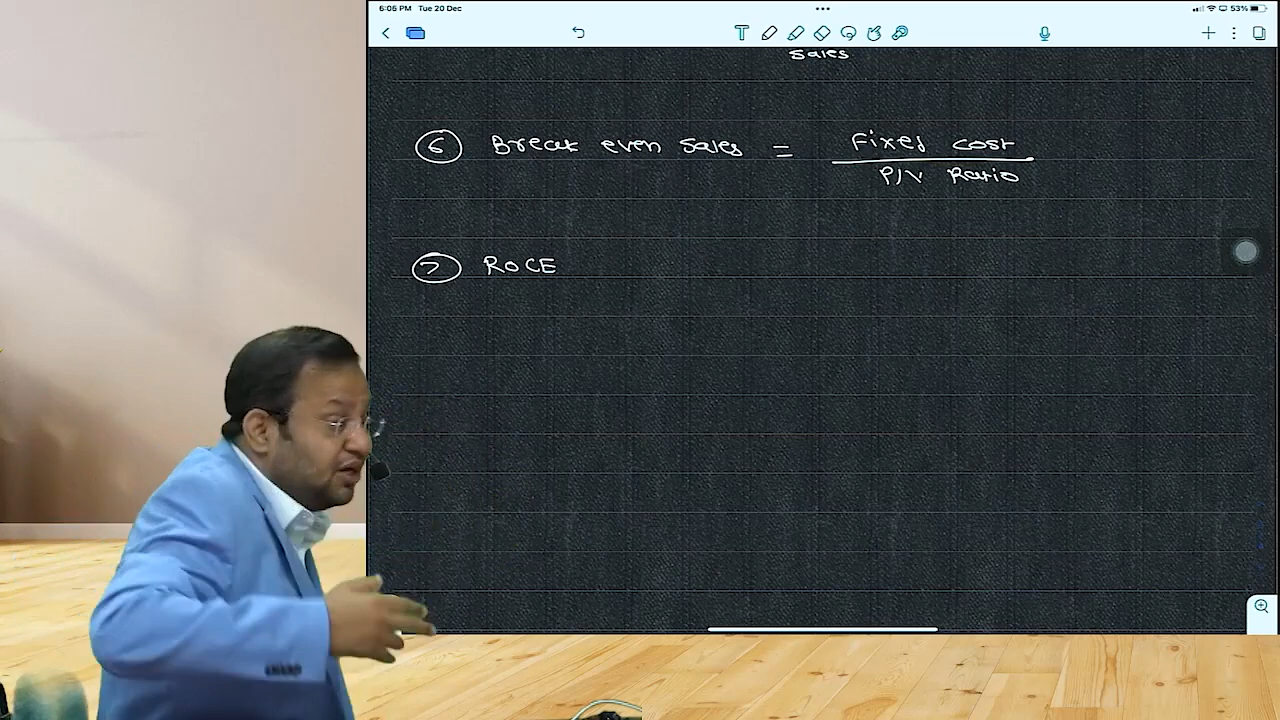 6:05 PM Tue 20 Dec
53%
Sales
6 Break even Sales = Fixed cost
P/V Ratio
7 ROCE